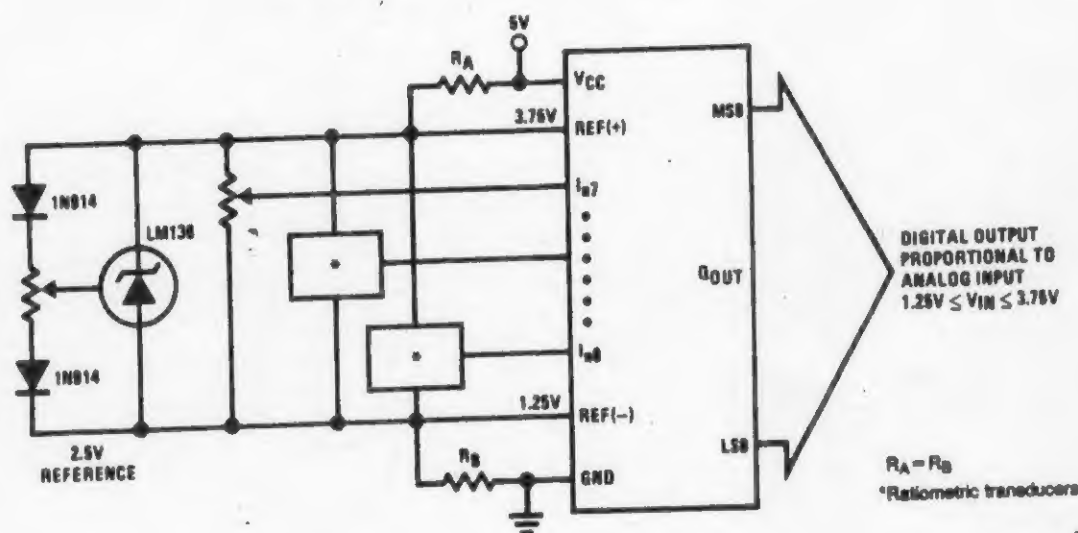 5V
RA
VCC
MSB
3.75V
REF(+)
In7
1N914
LM136
*
DIGITAL OUTPUT
PROPORTIONAL TO
ANALOG INPUT
1.25V ≤ VIN ≤ 3.75V
QOUT
*
In0
1N914
1.25V
REF(−)
2.5V
REFERENCE
RB
GND
LSB
RA = RB
*Ratiometric transducers